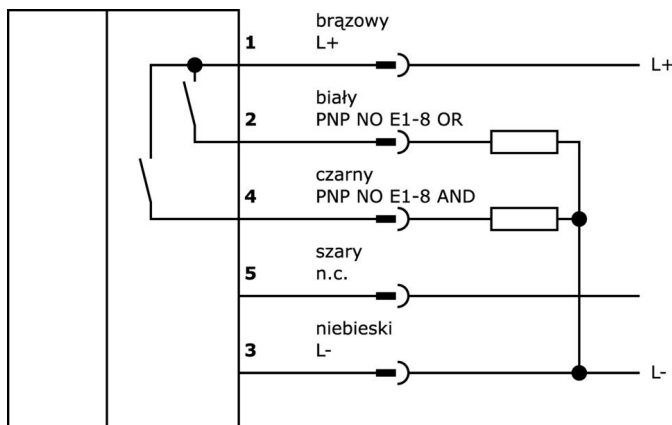 brązowy
1 L+ L+
biały
2 PNP NO E1-8 OR
czarny
4 PNP NO E1-8 AND
szary
5 n.c.
niebieski
3 L- L-